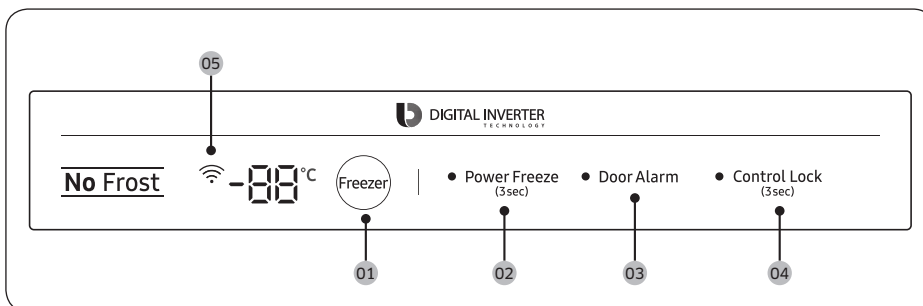 05
DIGITAL INVERTER
TECHNOLOGY
No Frost
-88°C
Freezer
Power Freeze
(3sec)
Door Alarm
Control Lock
(3sec)
01
02
03
04